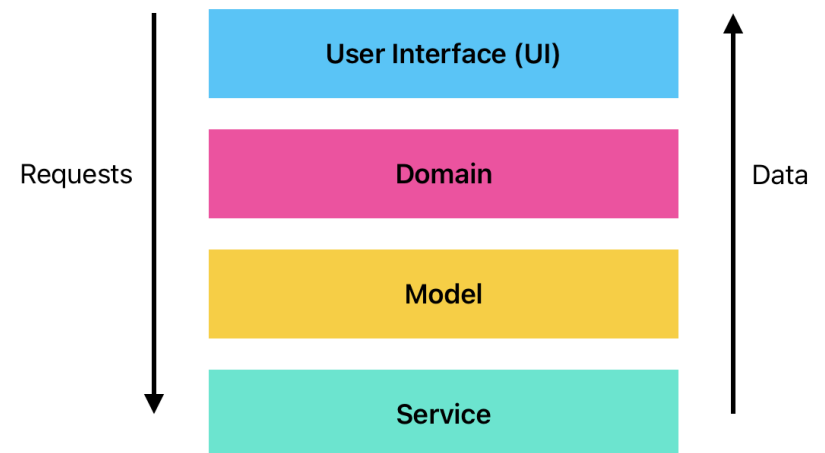 User Interface (UI)
Requests
Domain
Data
Model
Service